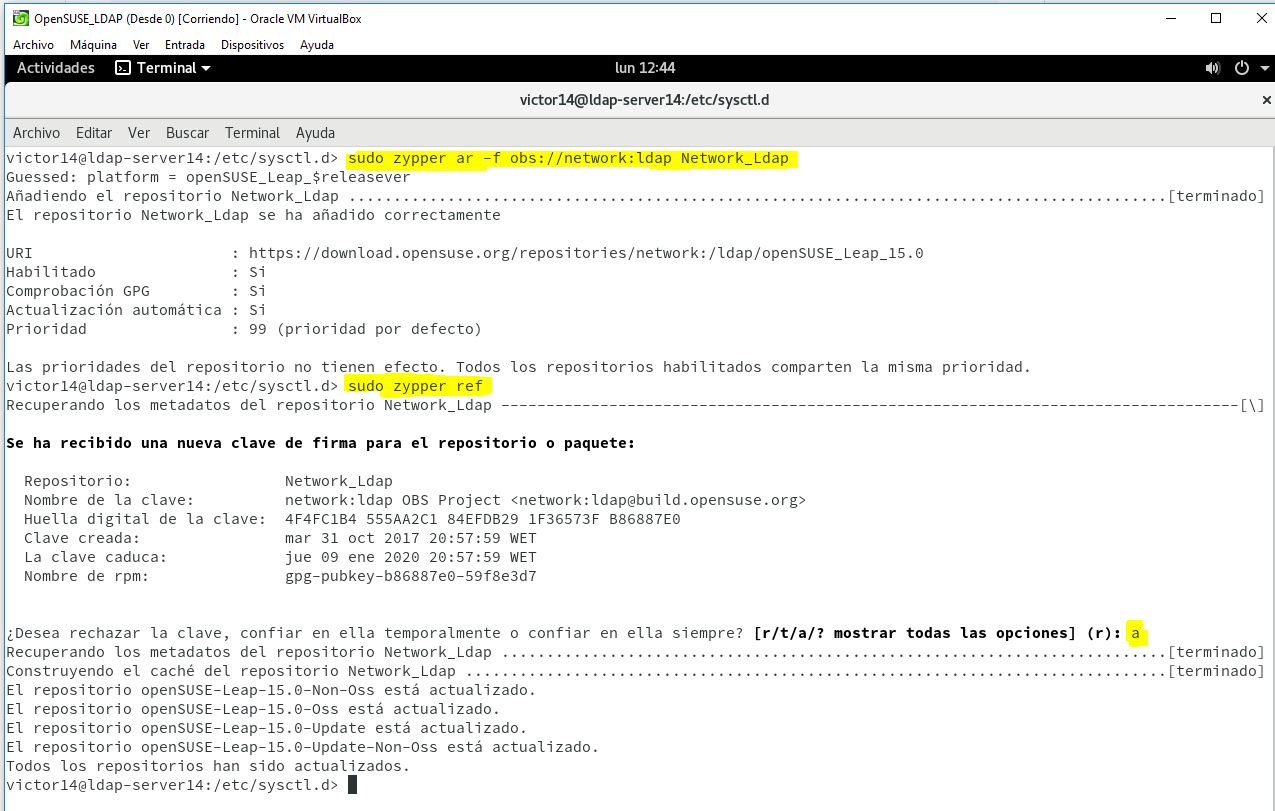 OpenSUSE_LDAP (Desde 0) [Corriendo] - Oracle VM VirtualBox
Archivo Máquina Ver Entrada Dispositivos Ayuda
Actividades Terminal lun 12:44
victor14@ldap-server14:/etc/sysctl.d
Archivo Editar Ver Buscar Terminal Ayuda
victor14@ldap-server14:/etc/sysctl.d> sudo zypper ar -f obs://network:ldap Network_Ldap
Guessed: platform = openSUSE_Leap_$releasever
Añadiendo el repositorio Network_Ldap ...........................................................................................[terminado]
El repositorio Network_Ldap se ha añadido correctamente
URI : https://download.opensuse.org/repositories/network:/ldap/openSUSE_Leap_15.0
Habilitado : Si
Comprobación GPG : Si
Actualización automática : Si
Prioridad : 99 (prioridad por defecto)
Las prioridades del repositorio no tienen efecto. Todos los repositorios habilitados comparten la misma prioridad.
victor14@ldap-server14:/etc/sysctl.d> sudo zypper ref
Recuperando los metadatos del repositorio Network_Ldap ----------------------------------------------------------------------------------[\]
Se ha recibido una nueva clave de firma para el repositorio o paquete:
Repositorio: Network_Ldap
Nombre de la clave: network:ldap OBS Project <network:ldap@build.opensuse.org>
Huella digital de la clave: 4F4FC1B4 555AA2C1 84EFDB29 1F36573F B86887E0
Clave creada: mar 31 oct 2017 20:57:59 WET
La clave caduca: jue 09 ene 2020 20:57:59 WET
Nombre de rpm: gpg-pubkey-b86887e0-59f8e3d7
¿Desea rechazar la clave, confiar en ella temporalmente o confiar en ella siempre? [r/t/a/? mostrar todas las opciones] (r): a
Recuperando los metadatos del repositorio Network_Ldap ..........................................................................[terminado]
Construyendo el caché del repositorio Network_Ldap ..............................................................................[terminado]
El repositorio openSUSE-Leap-15.0-Non-Oss está actualizado.
El repositorio openSUSE-Leap-15.0-Oss está actualizado.
El repositorio openSUSE-Leap-15.0-Update está actualizado.
El repositorio openSUSE-Leap-15.0-Update-Non-Oss está actualizado.
Todos los repositorios han sido actualizados.
victor14@ldap-server14:/etc/sysctl.d>